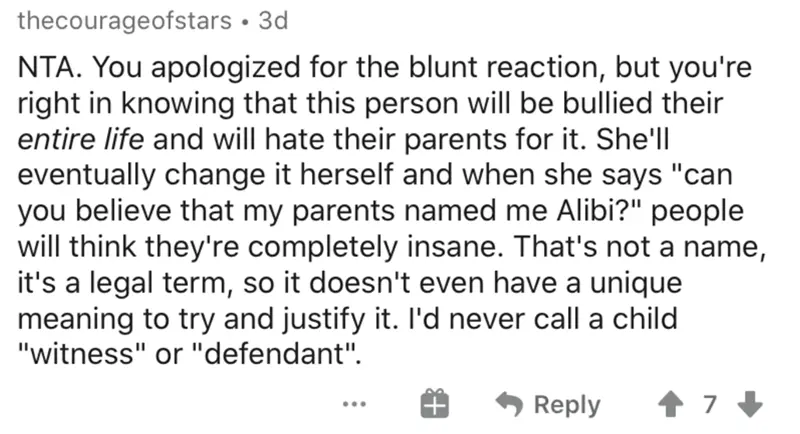 thecourageofstars • 3d
NTA. You apologized for the blunt reaction, but you're
right in knowing that this person will be bullied their
entire life and will hate their parents for it. She'll
eventually change it herself and when she says "can
you believe that my parents named me Alibi?" people
will think they're completely insane. That's not a name,
it's a legal term, so it doesn't even have a unique
meaning to try and justify it. I'd never call a child
"witness" or "defendant".
... Reply 7